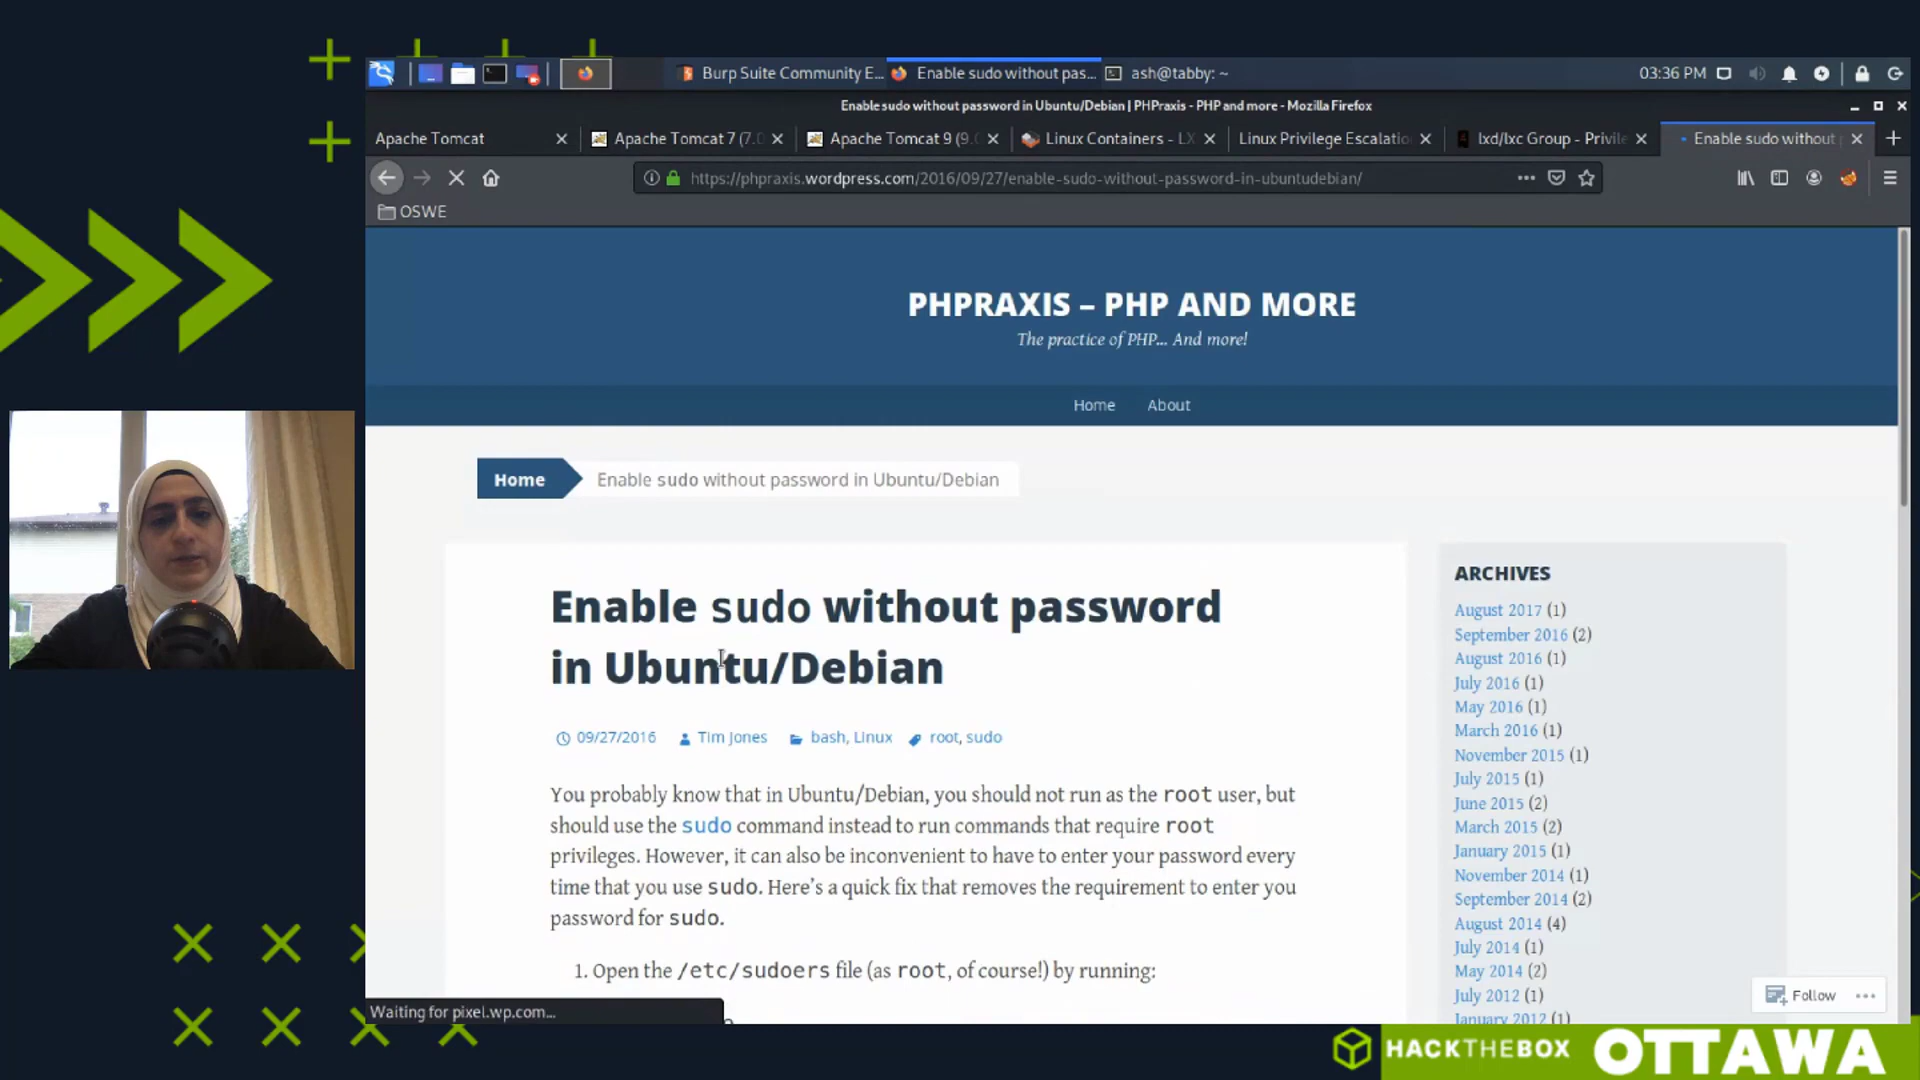 Burp Suite Community E...
Enable sudo without pas...
ash@tabby: ~
03:36 PM
Enable sudo without password in Ubuntu/Debian | PHPraxis - PHP and more - Mozilla Firefox
Apache Tomcat
Apache Tomcat 7 (7.0
Apache Tomcat 9 (9.
Linux Containers - LX
Linux Privilege Escalatio
lxd/lxc Group - Privile
Enable sudo without
https://phpraxis.wordpress.com/2016/09/27/enable-sudo-without-password-in-ubuntudebian/
OSWE
PHPRAXIS – PHP AND MORE
The practice of PHP... And more!
Home
About
Home
Enable sudo without password in Ubuntu/Debian
Enable sudo without password
in Ubuntu/Debian
09/27/2016
Tim Jones
bash, Linux
root, sudo
You probably know that in Ubuntu/Debian, you should not run as the root user, but
should use the sudo command instead to run commands that require root
privileges. However, it can also be inconvenient to have to enter your password every
time that you use sudo. Here's a quick fix that removes the requirement to enter you
password for sudo.
1. Open the /etc/sudoers file (as root, of course!) by running:
ARCHIVES
August 2017 (1)
September 2016 (2)
August 2016 (1)
July 2016 (1)
May 2016 (1)
March 2016 (1)
November 2015 (1)
July 2015 (1)
June 2015 (2)
March 2015 (2)
January 2015 (1)
November 2014 (1)
September 2014 (2)
August 2014 (4)
July 2014 (1)
May 2014 (2)
July 2012 (1)
January 2012 (1)
Follow
Waiting for pixel.wp.com...
HACKTHEBOX OTTAWA